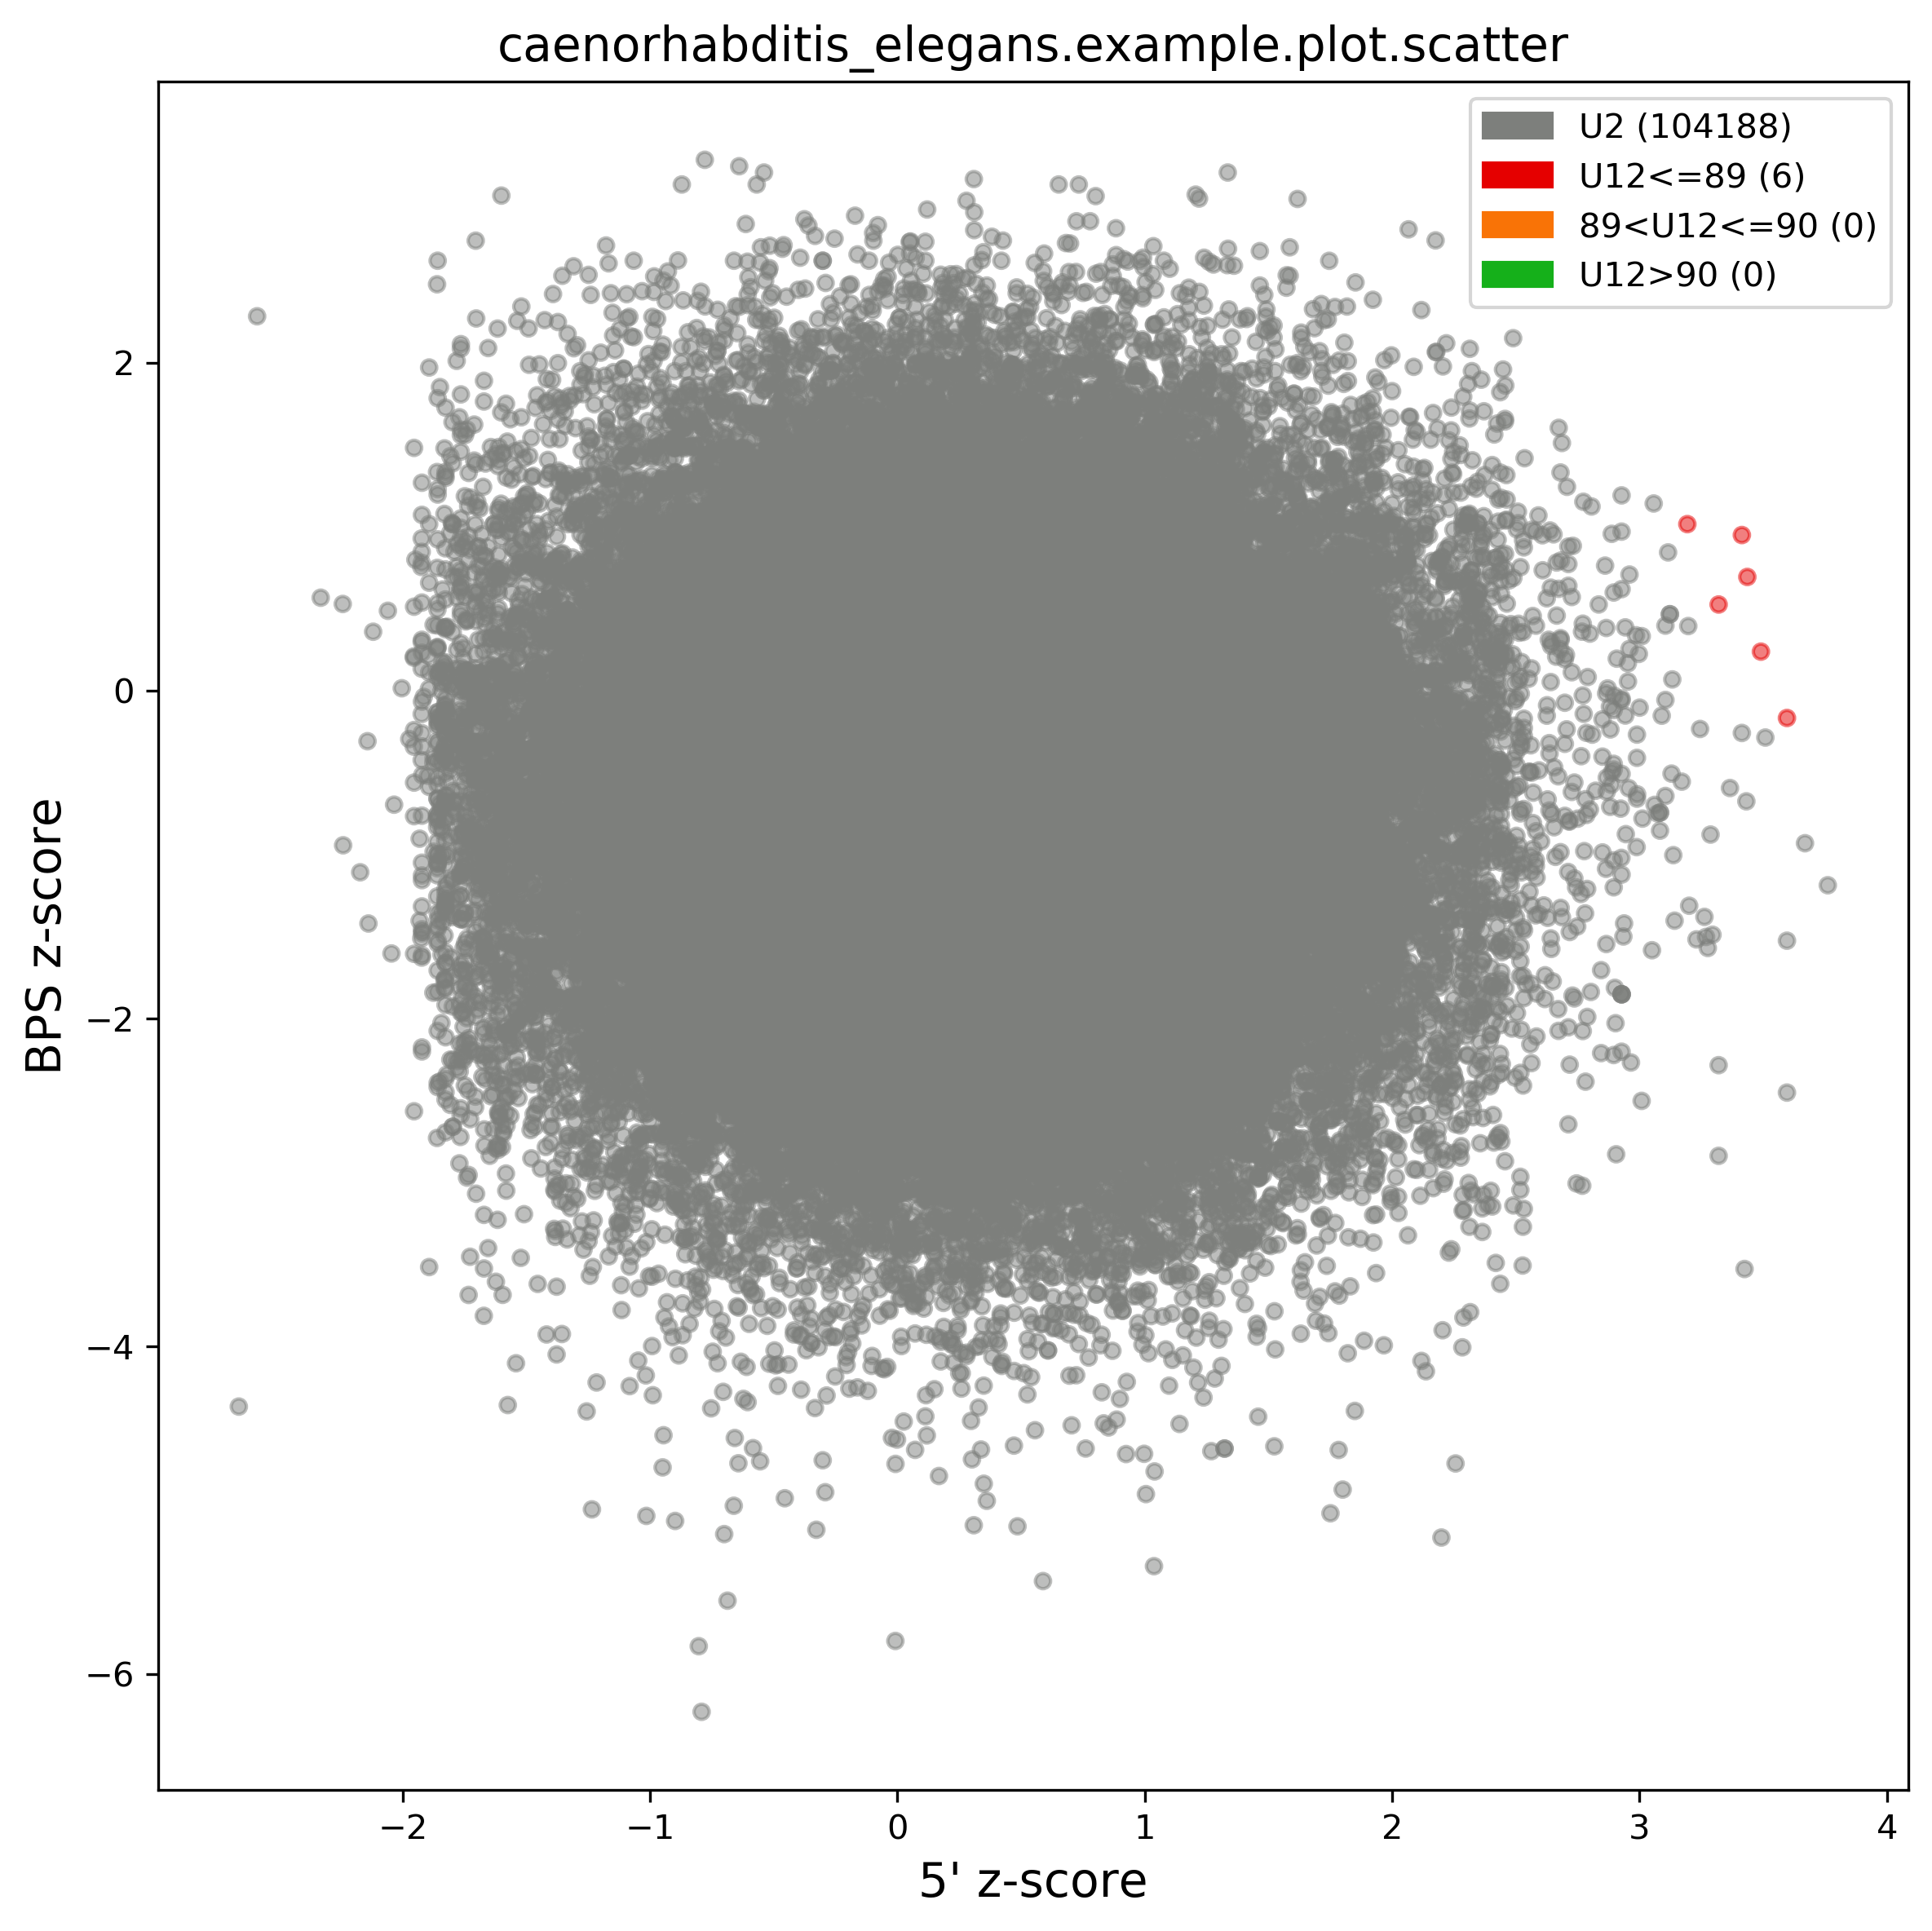 caenorhabditis_elegans.example.plot.scatter
U2 (104188)
U12<=89 (6)
89<U12<=90 (0)
U12>90 (0)
BPS z-score
2
0
−2
−4
−6
−2
−1
0
1
2
3
4
5' z-score